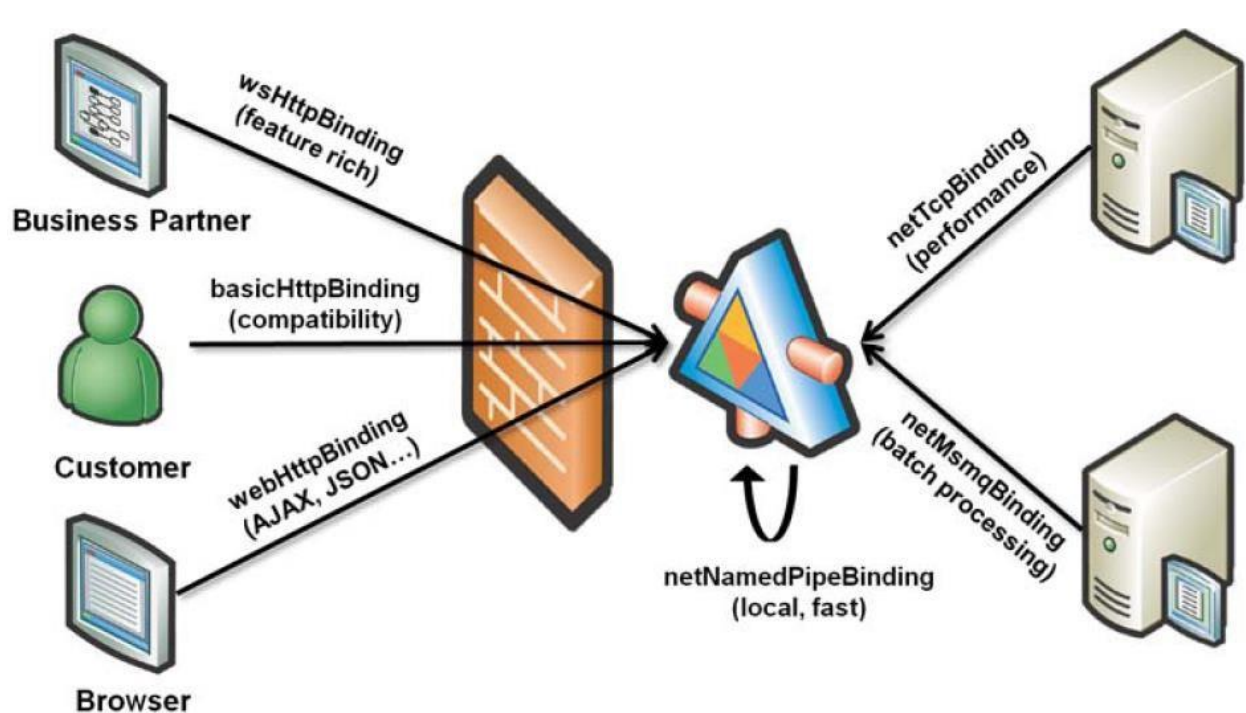 wsHttpBinding
(feature rich)
Business Partner
basicHttpBinding
(compatibility)
Customer
webHttpBinding
(AJAX, JSON...)
Browser
netTcpBinding
(performance)
netMsmqBinding
(batch processing)
netNamedPipeBinding
(local, fast)